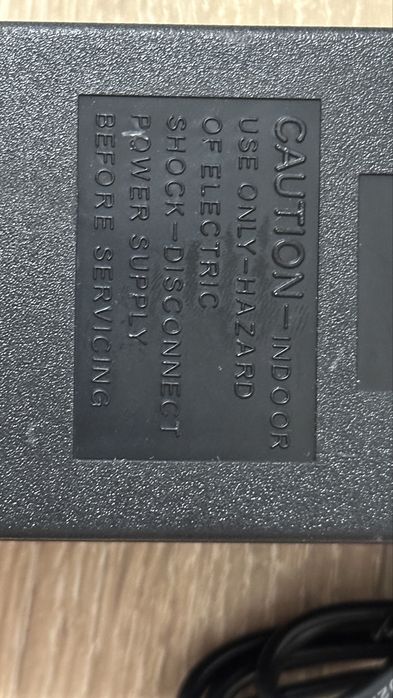 CAUTION-INDOOR
USE ONLY-HAZARD
OF ELECTRIC
SHOCK-DISCONNECT
POWER SUPPLY
BEFORE SERVICING